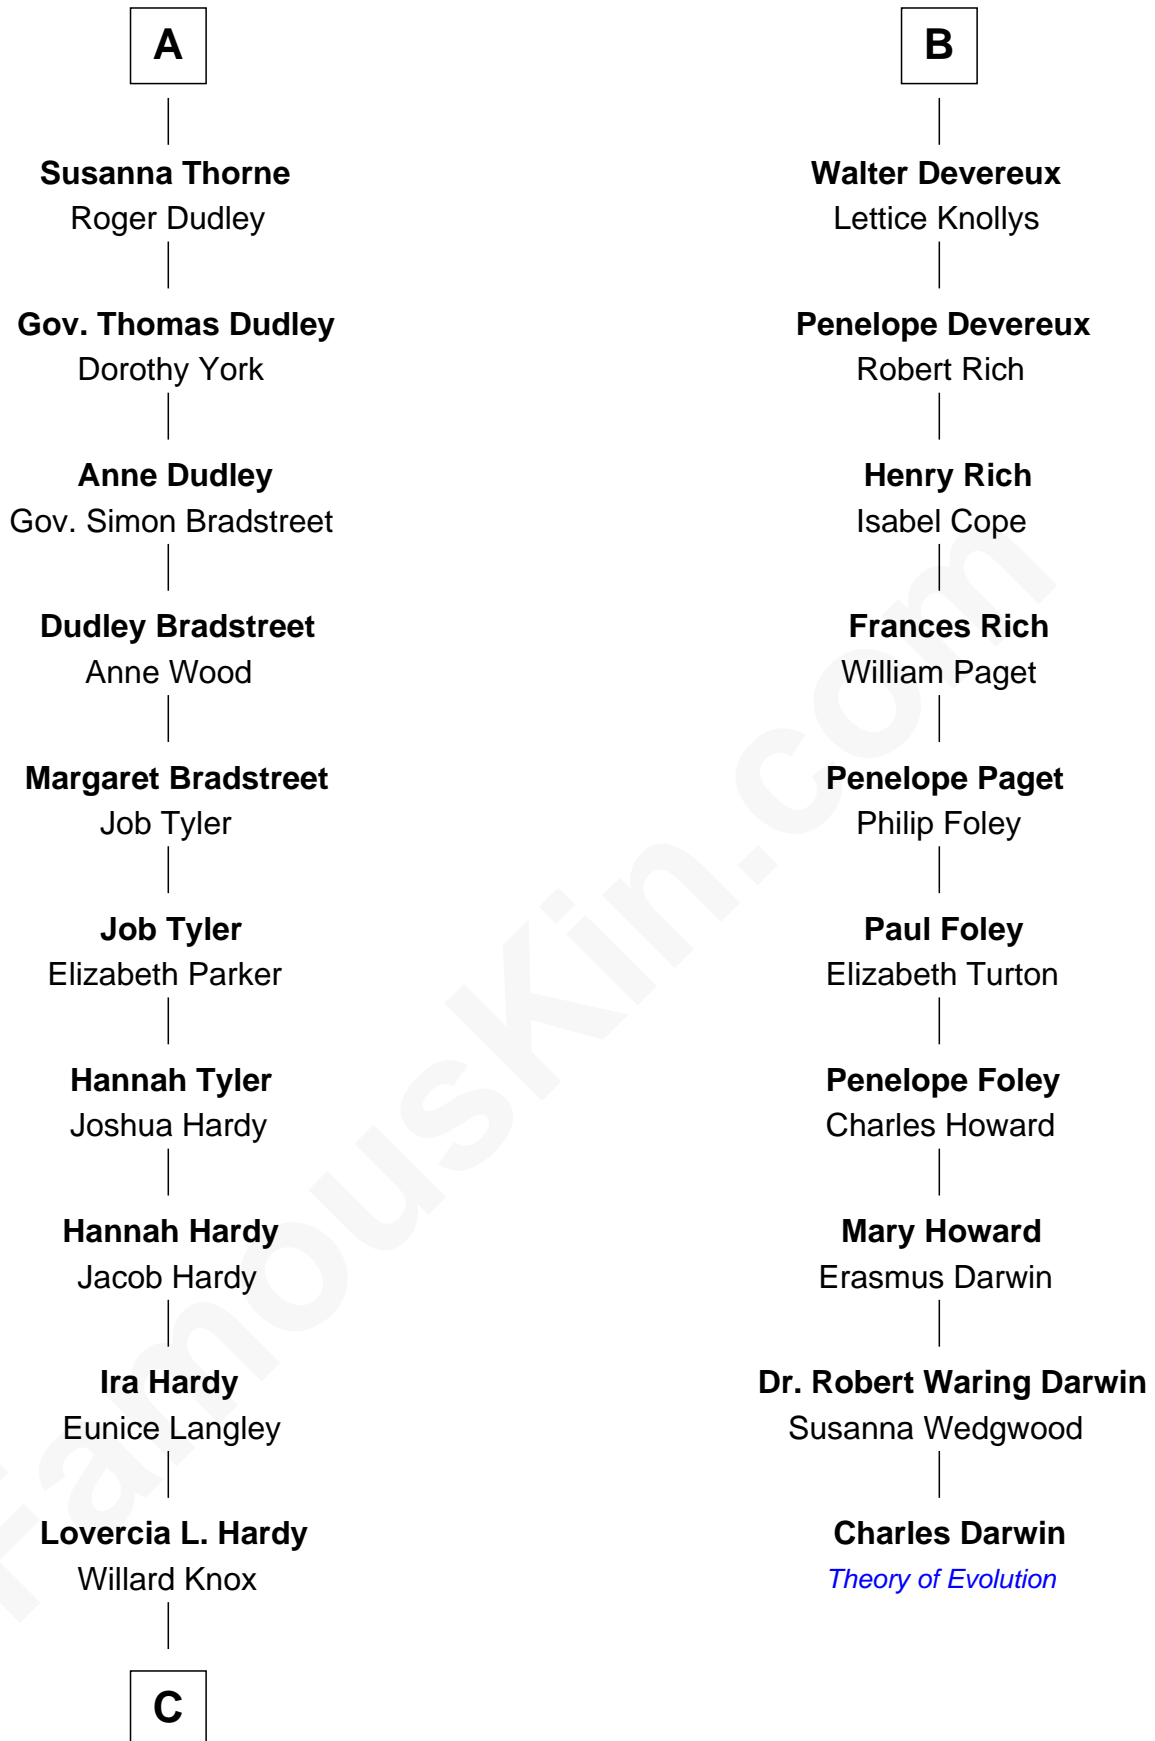 A
Susanna Thorne
Roger Dudley
Gov. Thomas Dudley
Dorothy York
Anne Dudley
Gov. Simon Bradstreet
Dudley Bradstreet
Anne Wood
Margaret Bradstreet
Job Tyler
Job Tyler
Elizabeth Parker
Hannah Tyler
Joshua Hardy
Hannah Hardy
Jacob Hardy
Ira Hardy
Eunice Langley
Lovercia L. Hardy
Willard Knox
C
B
Walter Devereux
Lettice Knollys
Penelope Devereux
Robert Rich
Henry Rich
Isabel Cope
Frances Rich
William Paget
Penelope Paget
Philip Foley
Paul Foley
Elizabeth Turton
Penelope Foley
Charles Howard
Mary Howard
Erasmus Darwin
Dr. Robert Waring Darwin
Susanna Wedgwood
Charles Darwin
Theory of Evolution
FamousKin.com